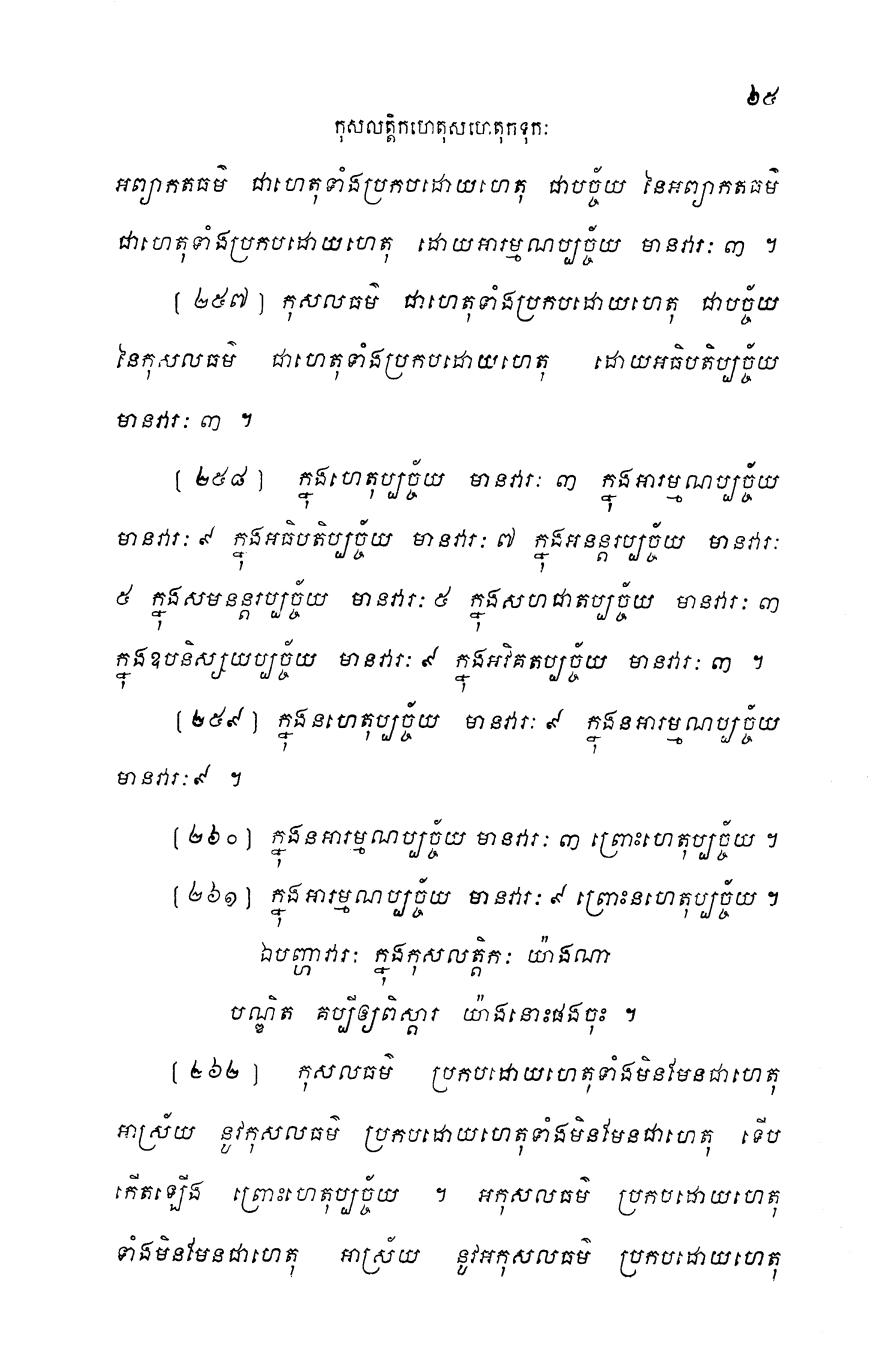 ៦៥
កុសលត្តិកហេតុសហេតុកទុកៈ
អព្យាកតធម៌ ជាហេតុទាំងប្រកបដោយហេតុ ជាបច្ច័យ នៃអព្យាកតធម៌
ជាហេតុទាំងប្រកបដោយហេតុ ដោយអារម្មណប្បច្ច័យ មានវារៈ ៣ ។
[ ២៥៧ ] កុសលធម៌ ជាហេតុទាំងប្រកបដោយហេតុ ជាបច្ច័យ
នៃកុសលធម៌ ជាហេតុទាំងប្រកបដោយហេតុ ដោយអធិបតិប្បច្ច័យ
មានវារៈ ៣ ។
[ ២៥៨ ] ក្នុងហេតុប្បច្ច័យ មានវារៈ ៣ ក្នុងអារម្មណប្បច្ច័យ
មានវារៈ ៩ ក្នុងអធិបតិប្បច្ច័យ មានវារៈ ៧ ក្នុងអនន្តរប្បច្ច័យ មានវារៈ
៥ ក្នុងសមនន្តរប្បច្ច័យ មានវារៈ ៥ ក្នុងសហជាតប្បច្ច័យ មានវារៈ ៣
ក្នុងឧបនិស្សយប្បច្ច័យ មានវារៈ ៩ ក្នុងអវិគតប្បច្ច័យ មានវារៈ ៣ ។
[ ២៥៩ ] ក្នុងនហេតុប្បច្ច័យ មានវារៈ ៩ ក្នុងនអារម្មណប្បច្ច័យ
មានវារៈ ៩ ។
[ ២៦០ ] ក្នុងនអារម្មណប្បច្ច័យ មានវារៈ ៣ ព្រោះហេតុប្បច្ច័យ ។
[ ២៦១ ] ក្នុងអារម្មណប្បច្ច័យ មានវារៈ ៩ ព្រោះនហេតុប្បច្ច័យ ។
ឯបញ្ហាវារៈ ក្នុងកុសលត្តិកៈ យ៉ាងណា
បណ្ឌិត គប្បីឲ្យពិស្តារ យ៉ាងនោះផងចុះ ។
[ ២៦២ ] កុសលធម៌ ប្រកបដោយហេតុទាំងមិនមែនជាហេតុ
អាស្រ័យ នូវកុសលធម៌ ប្រកបដោយហេតុទាំងមិនមែនជាហេតុ ទើប
កើតឡើង ព្រោះហេតុប្បច្ច័យ ។ អកុសលធម៌ ប្រកបដោយហេតុ
ទាំងមិនមែនជាហេតុ អាស្រ័យ នូវអកុសលធម៌ ប្រកបដោយហេតុ